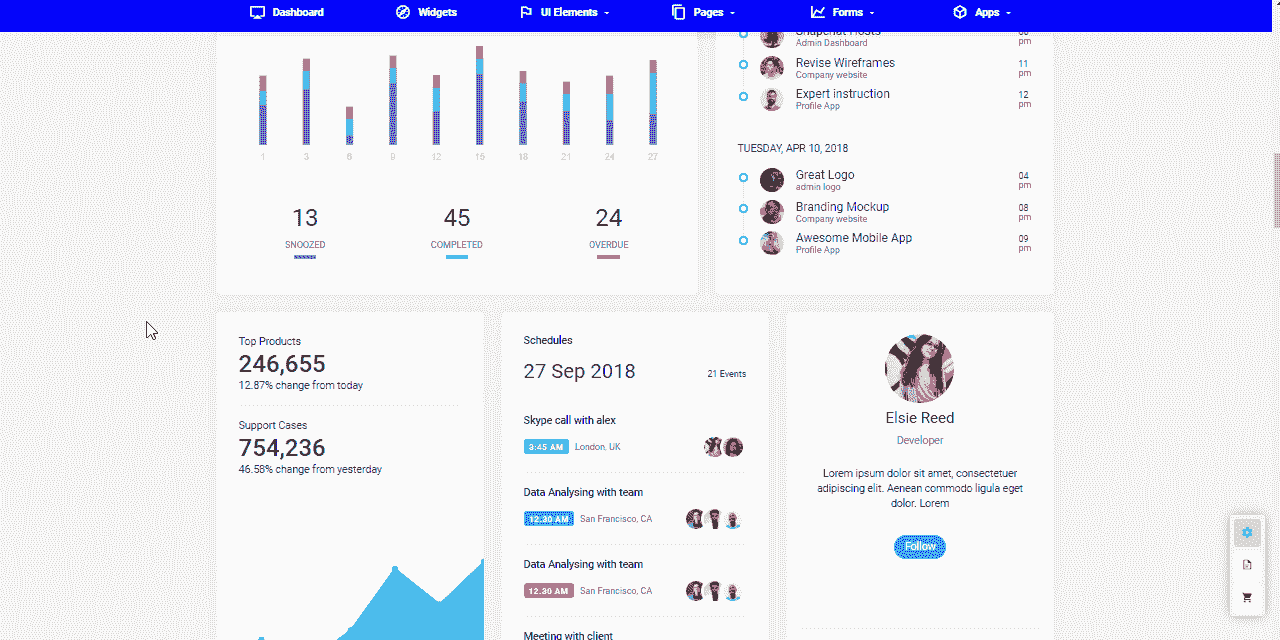 Dashboard
Widgets
UI Elements
Pages
Forms
Apps
1 3 6 9 12 15 18 21 24 27
13
SNOOZED
45
COMPLETED
24
OVERDUE
Admin Dashboard
pm
Revise Wireframes
Company website
11
pm
Expert instruction
Profile App
12
pm
TUESDAY, APR 10, 2018
Great Logo
admin logo
04
pm
Branding Mockup
Company website
08
pm
Awesome Mobile App
Profile App
09
pm
Top Products
246,655
12.87% change from today
Support Cases
754,236
46.58% change from yesterday
Schedules
27 Sep 2018
21 Events
Skype call with alex
8:45 AM London, UK
Data Analysing with team
12.30 AM San Francisco, CA
Data Analysing with team
12.30 AM San Francisco, CA
Meeting with client
Elsie Reed
Developer
Lorem ipsum dolor sit amet, consectetuer
adipiscing elit. Aenean commodo ligula eget
dolor. Lorem
Follow